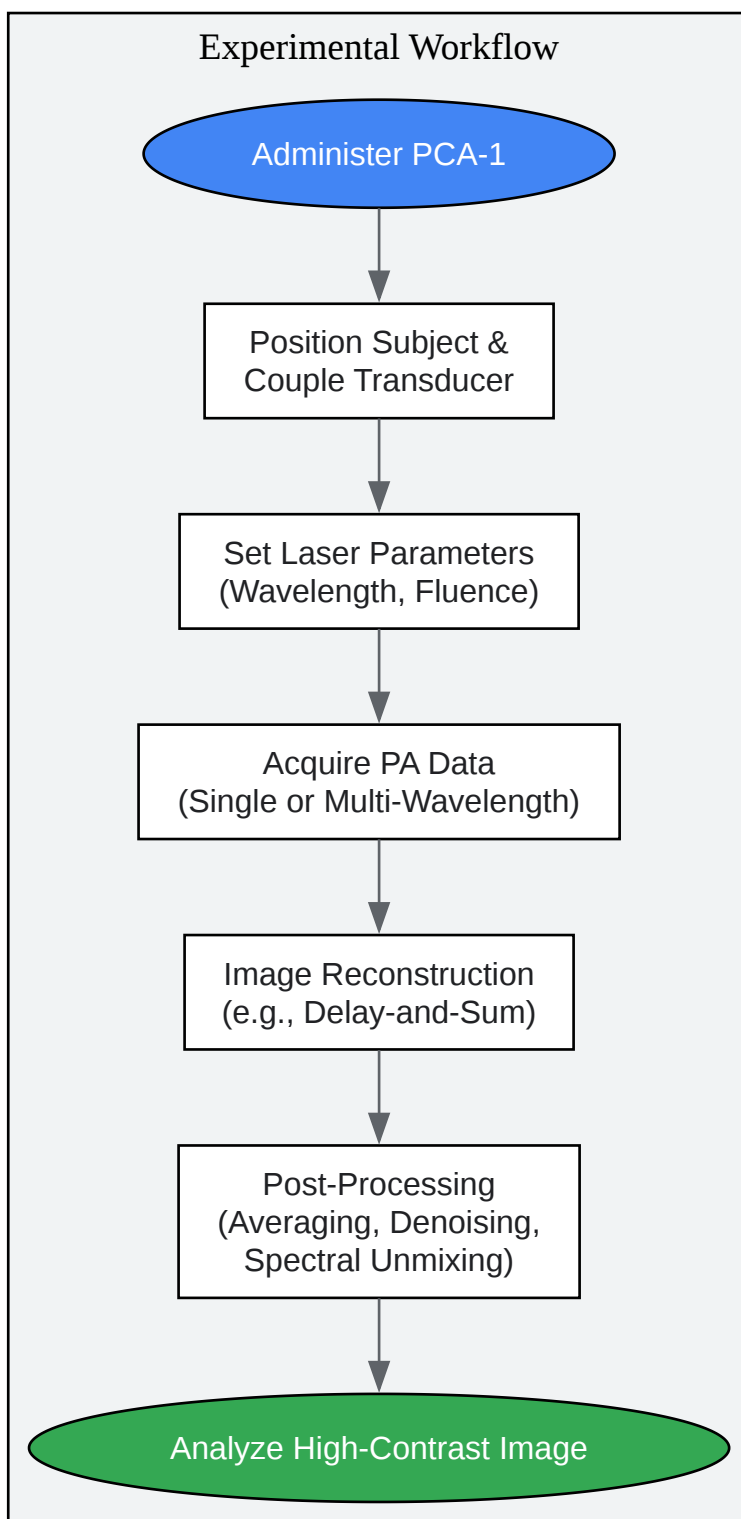 Experimental Workflow
Administer PCA-1
Position Subject &
Couple Transducer
Set Laser Parameters
(Wavelength, Fluence)
Acquire PA Data
(Single or Multi-Wavelength)
Image Reconstruction
(e.g., Delay-and-Sum)
Post-Processing
(Averaging, Denoising,
Spectral Unmixing)
Analyze High-Contrast Image